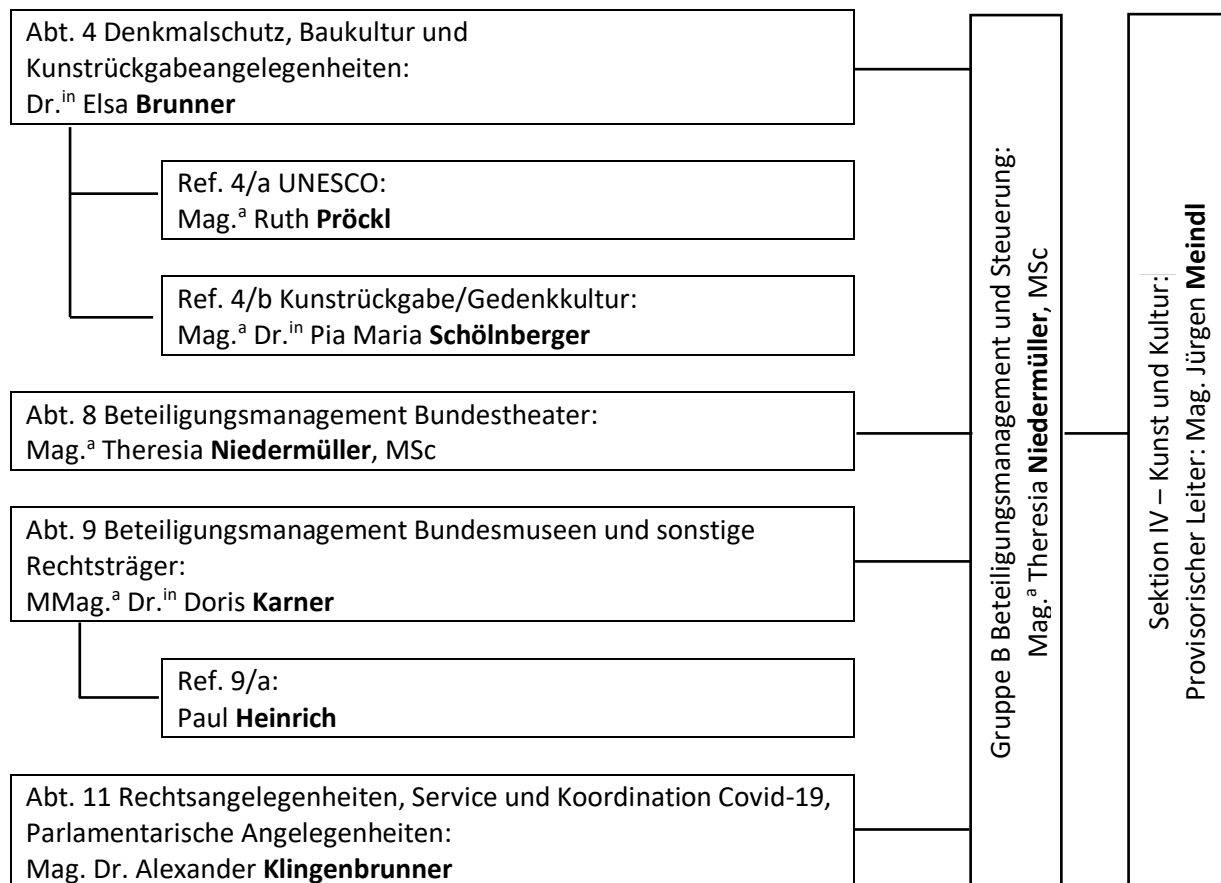 Abt. 4 Denkmalschutz, Baukultur und
Kunstrückgabeangelegenheiten:
Dr.in Elsa Brunner
Ref. 4/a UNESCO:
Mag.a Ruth Pröckl
Ref. 4/b Kunstrückgabe/Gedenkkultur:
Mag.a Dr.in Pia Maria Schölnberger
Abt. 8 Beteiligungsmanagement Bundestheater:
Mag.a Theresia Niedermüller, MSc
Abt. 9 Beteiligungsmanagement Bundesmuseen und sonstige
Rechtsträger:
MMag.a Dr.in Doris Karner
Ref. 9/a:
Paul Heinrich
Abt. 11 Rechtsangelegenheiten, Service und Koordination Covid-19,
Parlamentarische Angelegenheiten:
Mag. Dr. Alexander Klingenbrunner
Gruppe B Beteiligungsmanagement und Steuerung:
Mag.a Theresia Niedermüller, MSc
Sektion IV – Kunst und Kultur:
Provisorischer Leiter: Mag. Jürgen Meindl